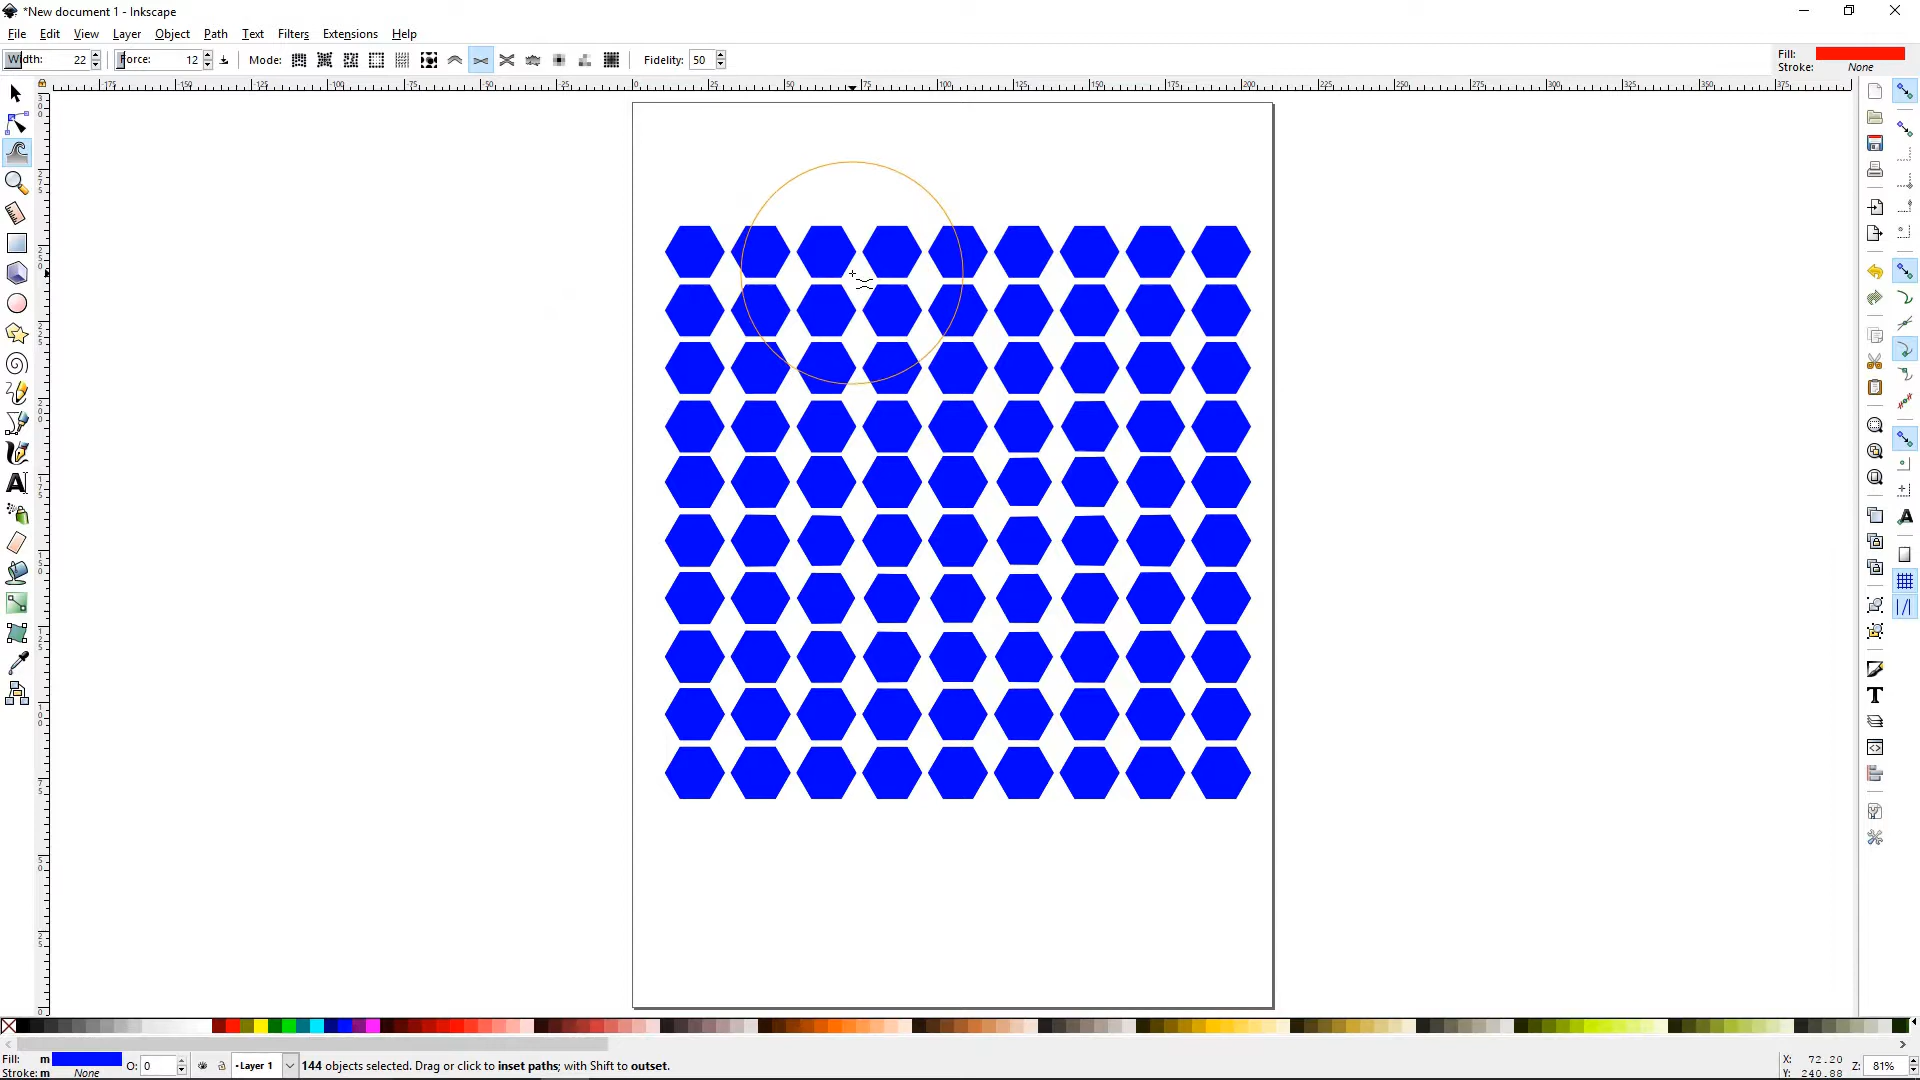 *New document 1 - Inkscape
File Edit View Layer Object Path Text Filters Extensions Help
Width: 22 Force: 12 Mode: Fidelity: 50
Fill:
Stroke: None
Fill: m
Stroke: m None
O: 0
•Layer 1
144 objects selected. Drag or click to inset paths; with Shift to outset.
X: 72.20
Y: 240.88
Z: 81%